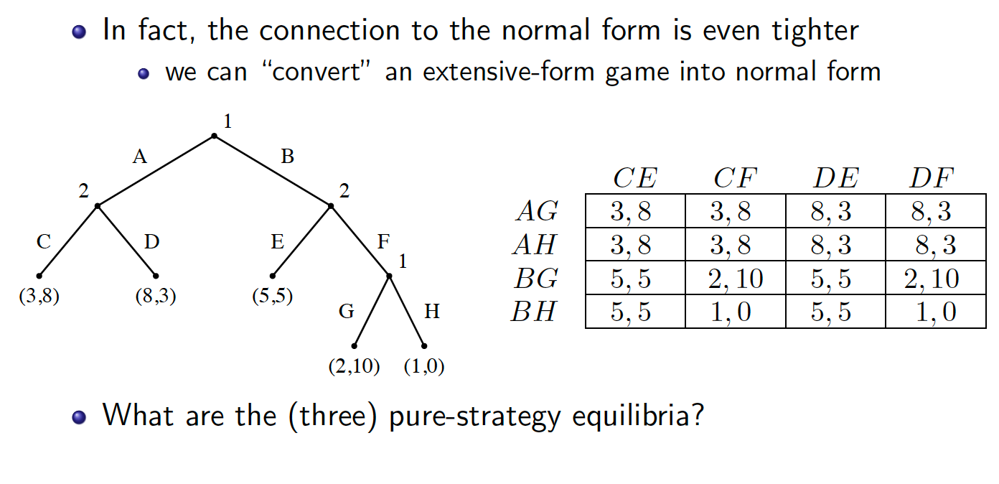 In fact, the connection to the normal form is even tighter
we can “convert” an extensive-form game into normal form
1
A B
2 2
C D E F
1
(3,8) (8,3) (5,5)
G H
(2,10) (1,0)
CE CF DE DF
AG 3, 8 3, 8 8, 3 8, 3
AH 3, 8 3, 8 8, 3 8, 3
BG 5, 5 2, 10 5, 5 2, 10
BH 5, 5 1, 0 5, 5 1, 0
What are the (three) pure-strategy equilibria?